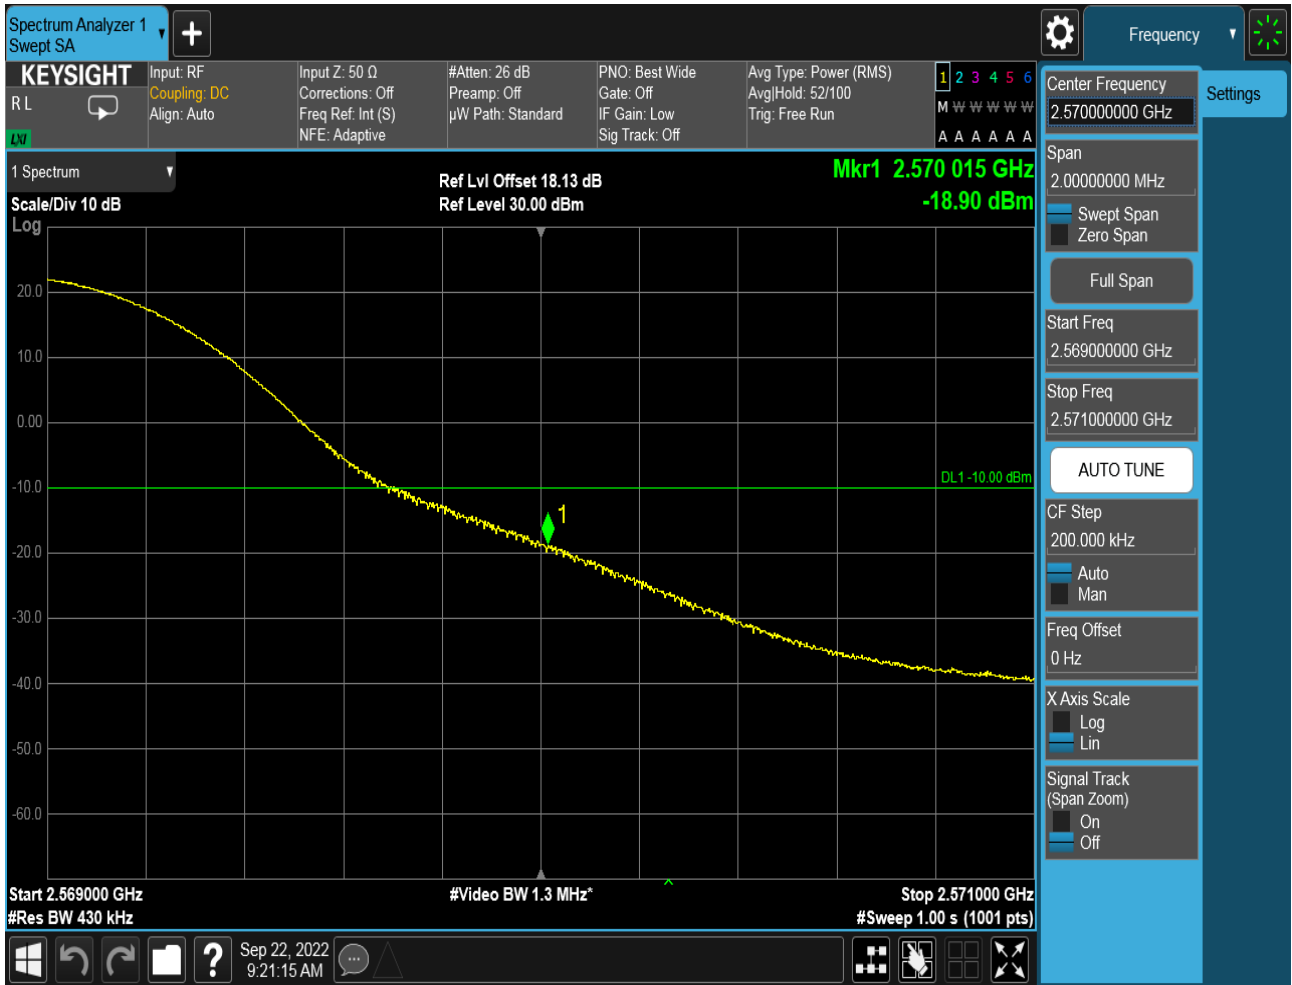 Spectrum Analyzer 1
Swept SA
Frequency
KEYSIGHT
R L
LXI
Input: RF
Coupling: DC
Align: Auto
Input Z: 50 Ω
Corrections: Off
Freq Ref: Int (S)
NFE: Adaptive
#Atten: 26 dB
Preamp: Off
µW Path: Standard
PNO: Best Wide
Gate: Off
IF Gain: Low
Sig Track: Off
Avg Type: Power (RMS)
Avg|Hold: 52/100
Trig: Free Run
1 2 3 4 5 6
M W W W W W
A A A A A A
1 Spectrum
Scale/Div 10 dB
Log
Ref Lvl Offset 18.13 dB
Ref Level 30.00 dBm
Mkr1 2.570 015 GHz
-18.90 dBm
20.0
10.0
0.00
-10.0
-20.0
-30.0
-40.0
-50.0
-60.0
DL1 -10.00 dBm
1
Start 2.569000 GHz
#Res BW 430 kHz
#Video BW 1.3 MHz*
Stop 2.571000 GHz
#Sweep 1.00 s (1001 pts)
Center Frequency
2.570000000 GHz
Settings
Span
2.00000000 MHz
Swept Span
Zero Span
Full Span
Start Freq
2.569000000 GHz
Stop Freq
2.571000000 GHz
AUTO TUNE
CF Step
200.000 kHz
Auto
Man
Freq Offset
0 Hz
X Axis Scale
Log
Lin
Signal Track
(Span Zoom)
On
Off
?
Sep 22, 2022
9:21:15 AM